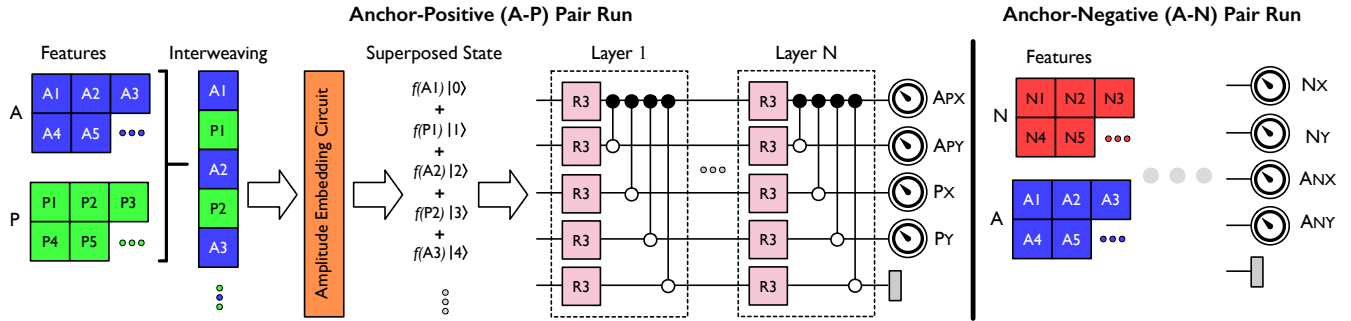 Anchor-Positive (A-P) Pair Run
Features
Interweaving
Superposed State
Layer 1
Layer N
A
A1 A2 A3
A4 A5
P
P1 P2 P3
P4 P5
A1
P1
A2
P2
A3
Amplitude Embedding Circuit
f(A1) |0⟩
+
f(P1) |1⟩
+
f(A2) |2⟩
+
f(P2) |3⟩
+
f(A3) |4⟩
R3
R3
R3
R3
R3
R3
R3
R3
R3
R3
APX
APY
PX
PY
Anchor-Negative (A-N) Pair Run
Features
N
N1 N2 N3
N4 N5
A
A1 A2 A3
A4 A5
NX
NY
ANX
ANY